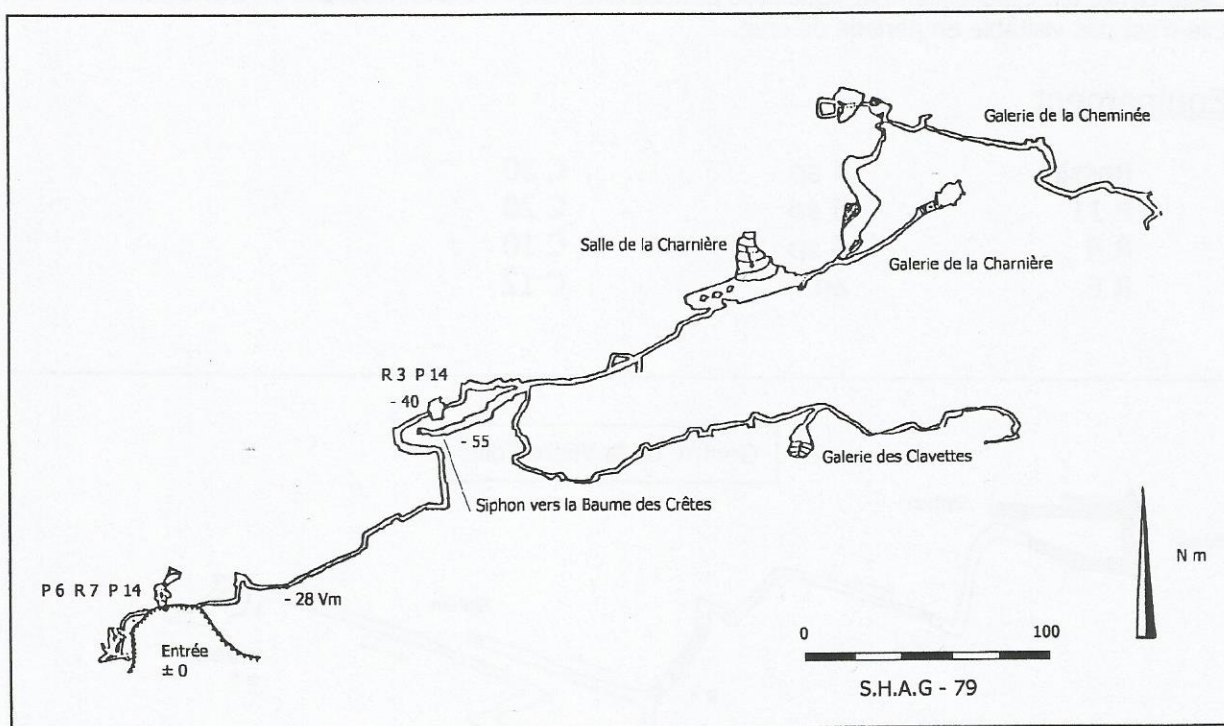 Galerie de la Cheminée
Salle de la Charnière
Galerie de la Charnière
R 3 P 14
- 40
- 55
Galerie des Clavettes
Siphon vers la Baume des Crêtes
N m
P 6 R 7 P 14
- 28 Vm
Entrée
± 0
0 100
S.H.A.G - 79